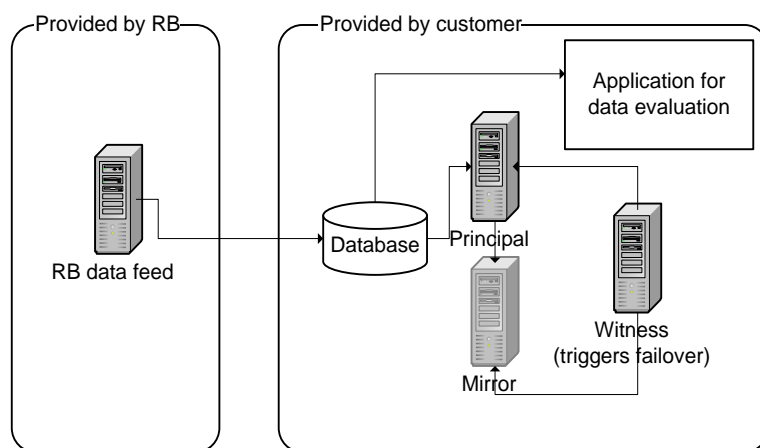 Provided by RB
Provided by customer
Application for
data evaluation
RB data feed
Database
Principal
Witness
(triggers failover)
Mirror